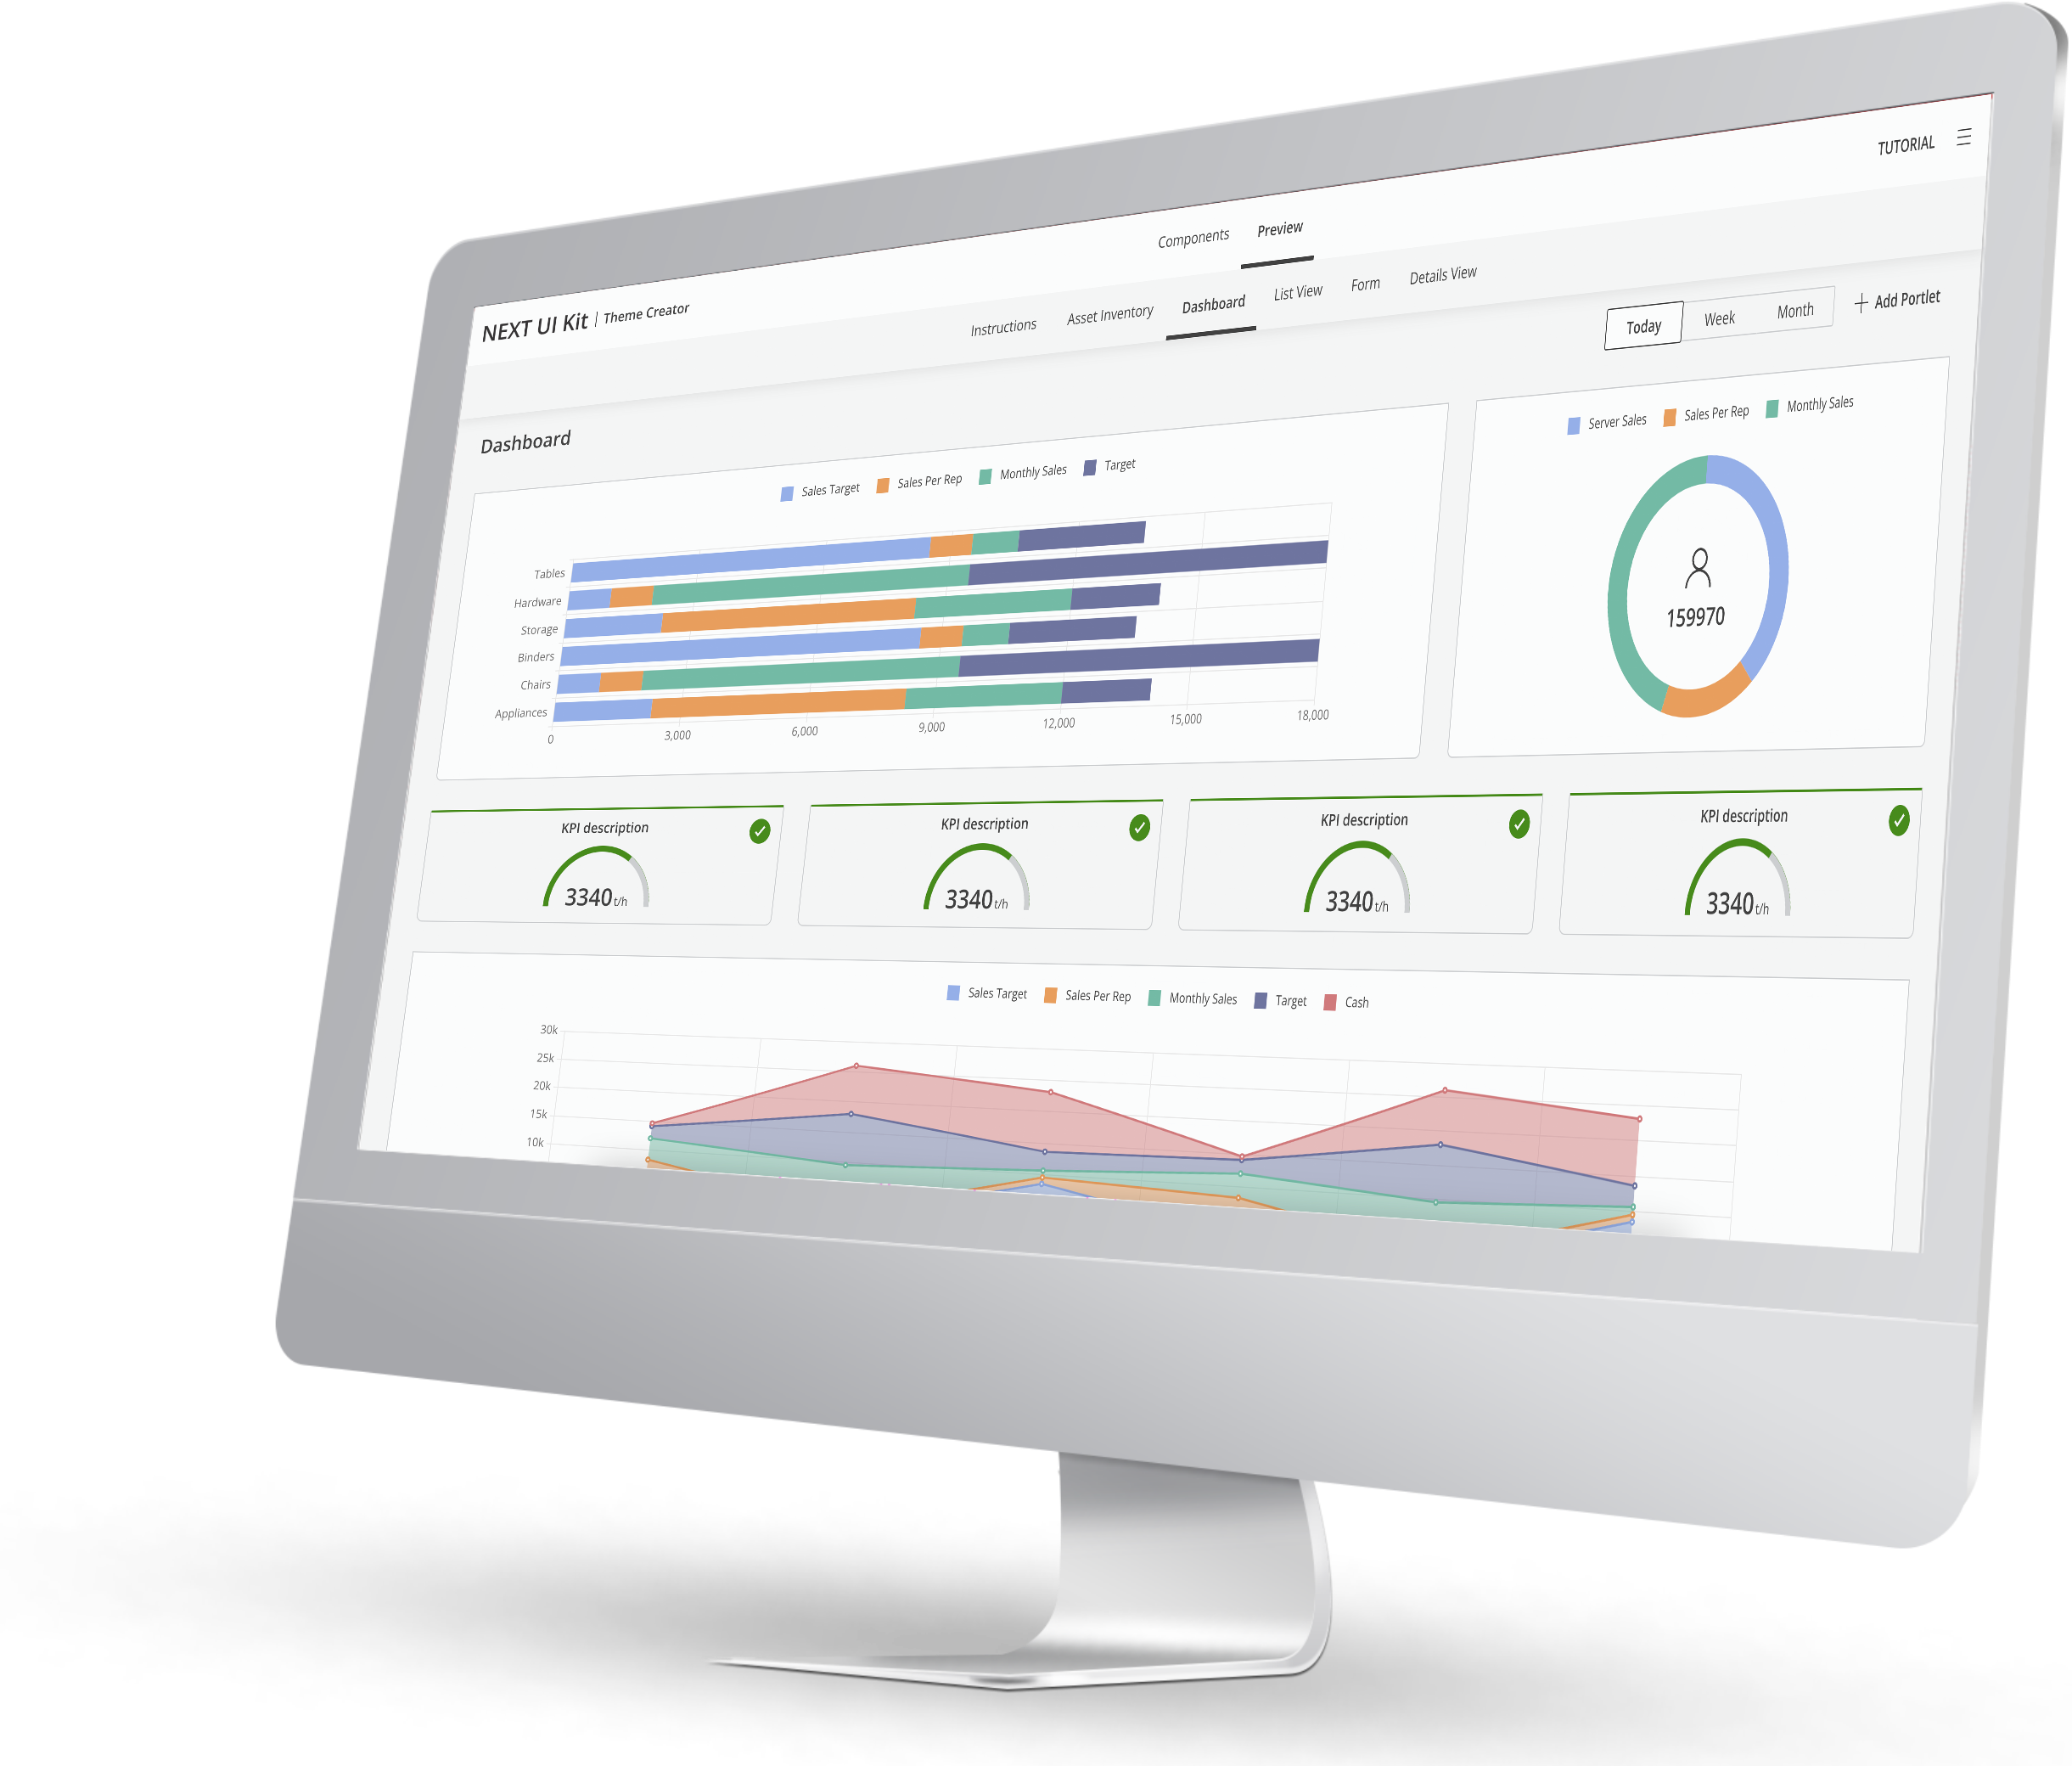 TUTORIAL
Components Preview
NEXT UI Kit | Theme Creator
Instructions Asset Inventory Dashboard List View Form Details View
Today Week Month + Add Portlet
Dashboard
Sales Target Sales Per Rep Monthly Sales Target
Tables
Hardware
Storage
Binders
Chairs
Appliances
0 3,000 6,000 9,000 12,000 15,000 18,000
Server Sales Sales Per Rep Monthly Sales
159970
KPI description
3340 t/h
KPI description
3340 t/h
KPI description
3340 t/h
KPI description
3340 t/h
Sales Target Sales Per Rep Monthly Sales Target Cash
30k
25k
20k
15k
10k